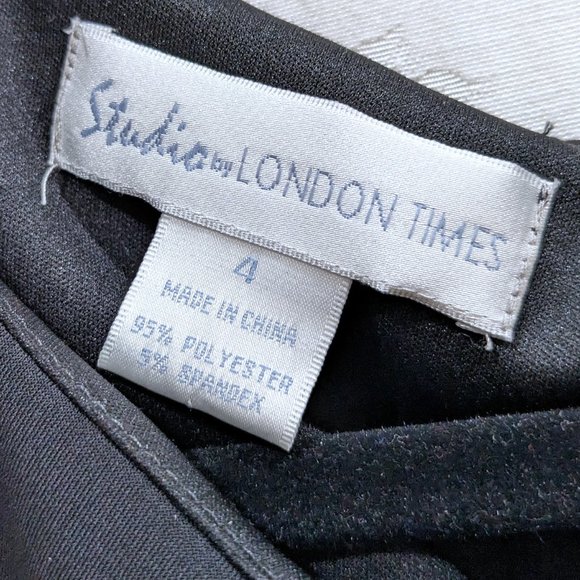 Studio by LONDON TIMES
4
MADE IN CHINA
95% POLYESTER
5% SPANDEX